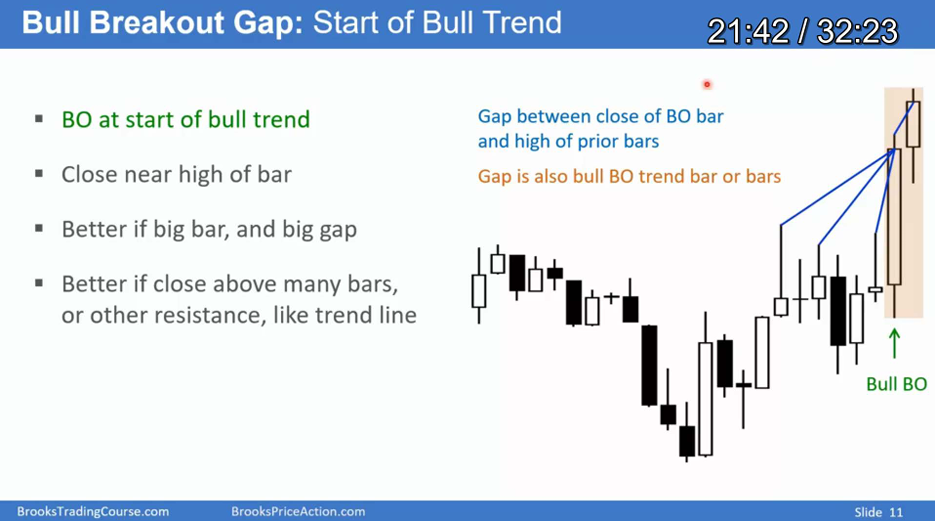 Bull Breakout Gap: Start of Bull Trend
21:42 / 32:23
BO at start of bull trend
Close near high of bar
Better if big bar, and big gap
Better if close above many bars,
or other resistance, like trend line
Gap between close of BO bar
and high of prior bars
Gap is also bull BO trend bar or bars
Bull BO
BrooksTradingCourse.com
BrooksPriceAction.com
Slide 11